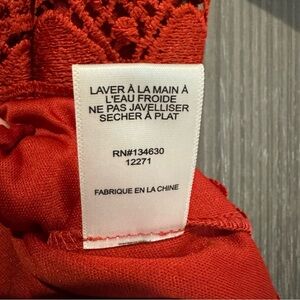 LAVER À LA MAIN À
L'EAU FROIDE
NE PAS JAVELLISER
SECHER À PLAT
RN#134630
12271
FABRIQUE EN LA CHINE